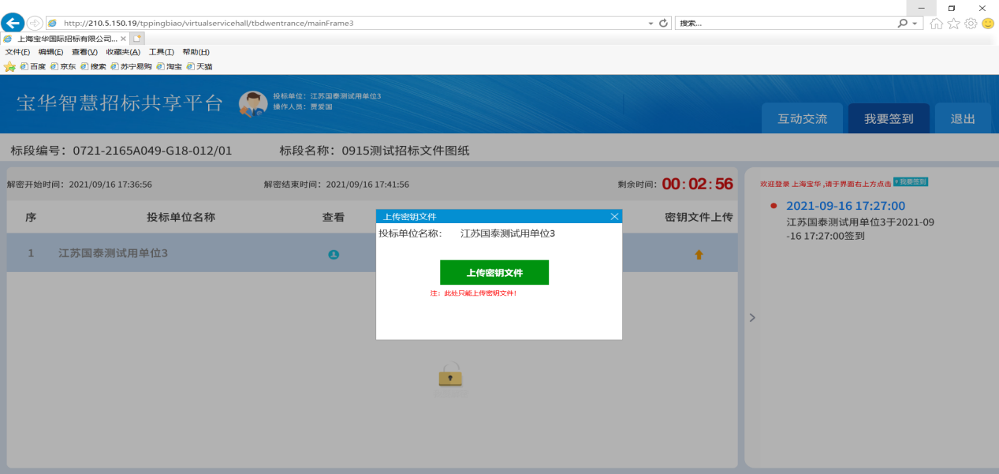 http://210.5.150.19/tppingbiao/virtualservicehall/tbdwentrance/mainFrame3
搜索...
上海宝华国际招标有限公司...
文件(F) 编辑(E) 查看(V) 收藏夹(A) 工具(T) 帮助(H)
百度 京东 搜索 苏宁易购 淘宝 天猫
宝华智慧招标共享平台
投标单位：江苏国泰测试用单位3
操作人员：贾爱国
互动交流 我要签到 退出
标段编号：0721-2165A049-G18-012/01 标段名称：0915测试招标文件图纸
解密开始时间：2021/09/16 17:36:56 解密结束时间：2021/09/16 17:41:56 剩余时间：00:02:56
欢迎登录 上海宝华 ,请于界面右上方点击 我要签到
序 投标单位名称 查看 密钥文件上传
1 江苏国泰测试用单位3
上传密钥文件
投标单位名称： 江苏国泰测试用单位3
上传密钥文件
注：此处只能上传密钥文件!
2021-09-16 17:27:00
江苏国泰测试用单位3于2021-09
-16 17:27:00签到